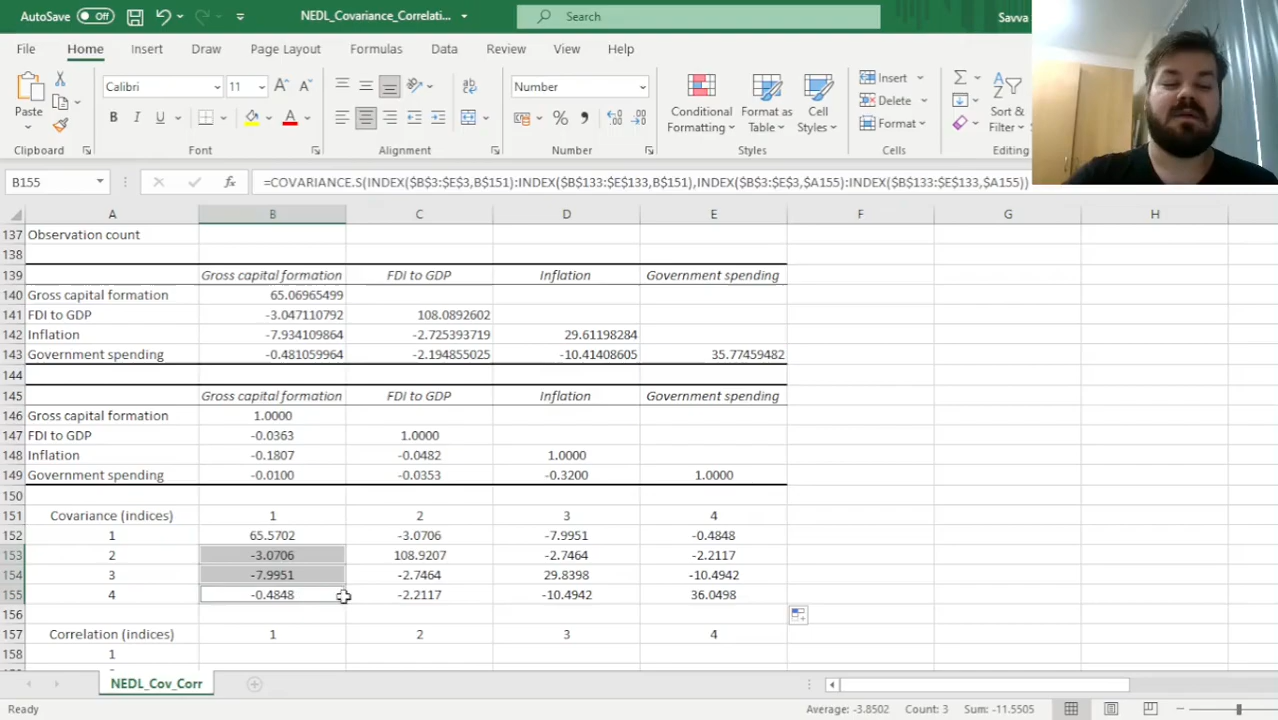 AutoSave Off NEDL_Covariance_Correlati... Search Savva
File Home Insert Draw Page Layout Formulas Data Review View Help
Calibri 11 Number Insert
Paste Conditional Format as Cell Delete Sort &
Formatting Table Styles Format Filter
Clipboard Font Alignment Number Styles Cells Editing
B155 =COVARIANCE.S(INDEX($B$3:$E$3,B$151):INDEX($B$133:$E$133,B$151),INDEX($B$3:$E$3,$A155):INDEX($B$133:$E$133,$A155))
A B C D E F G H
137 Observation count
138
139 Gross capital formation FDI to GDP Inflation Government spending
140 Gross capital formation 65.06965499
141 FDI to GDP -3.047110792 108.0892602
142 Inflation -7.934109864 -2.725393719 29.61198284
143 Government spending -0.481059964 -2.194855025 -10.41408605 35.77459482
144
145 Gross capital formation FDI to GDP Inflation Government spending
146 Gross capital formation 1.0000
147 FDI to GDP -0.0363 1.0000
148 Inflation -0.1807 -0.0482 1.0000
149 Government spending -0.0100 -0.0353 -0.3200 1.0000
150
151 Covariance (indices) 1 2 3 4
152 1 65.5702 -3.0706 -7.9951 -0.4848
153 2 -3.0706 108.9207 -2.7464 -2.2117
154 3 -7.9951 -2.7464 29.8398 -10.4942
155 4 -0.4848 -2.2117 -10.4942 36.0498
156
157 Correlation (indices) 1 2 3 4
158 1
NEDL_Cov_Corr
Ready Average: -3.8502 Count: 3 Sum: -11.5505